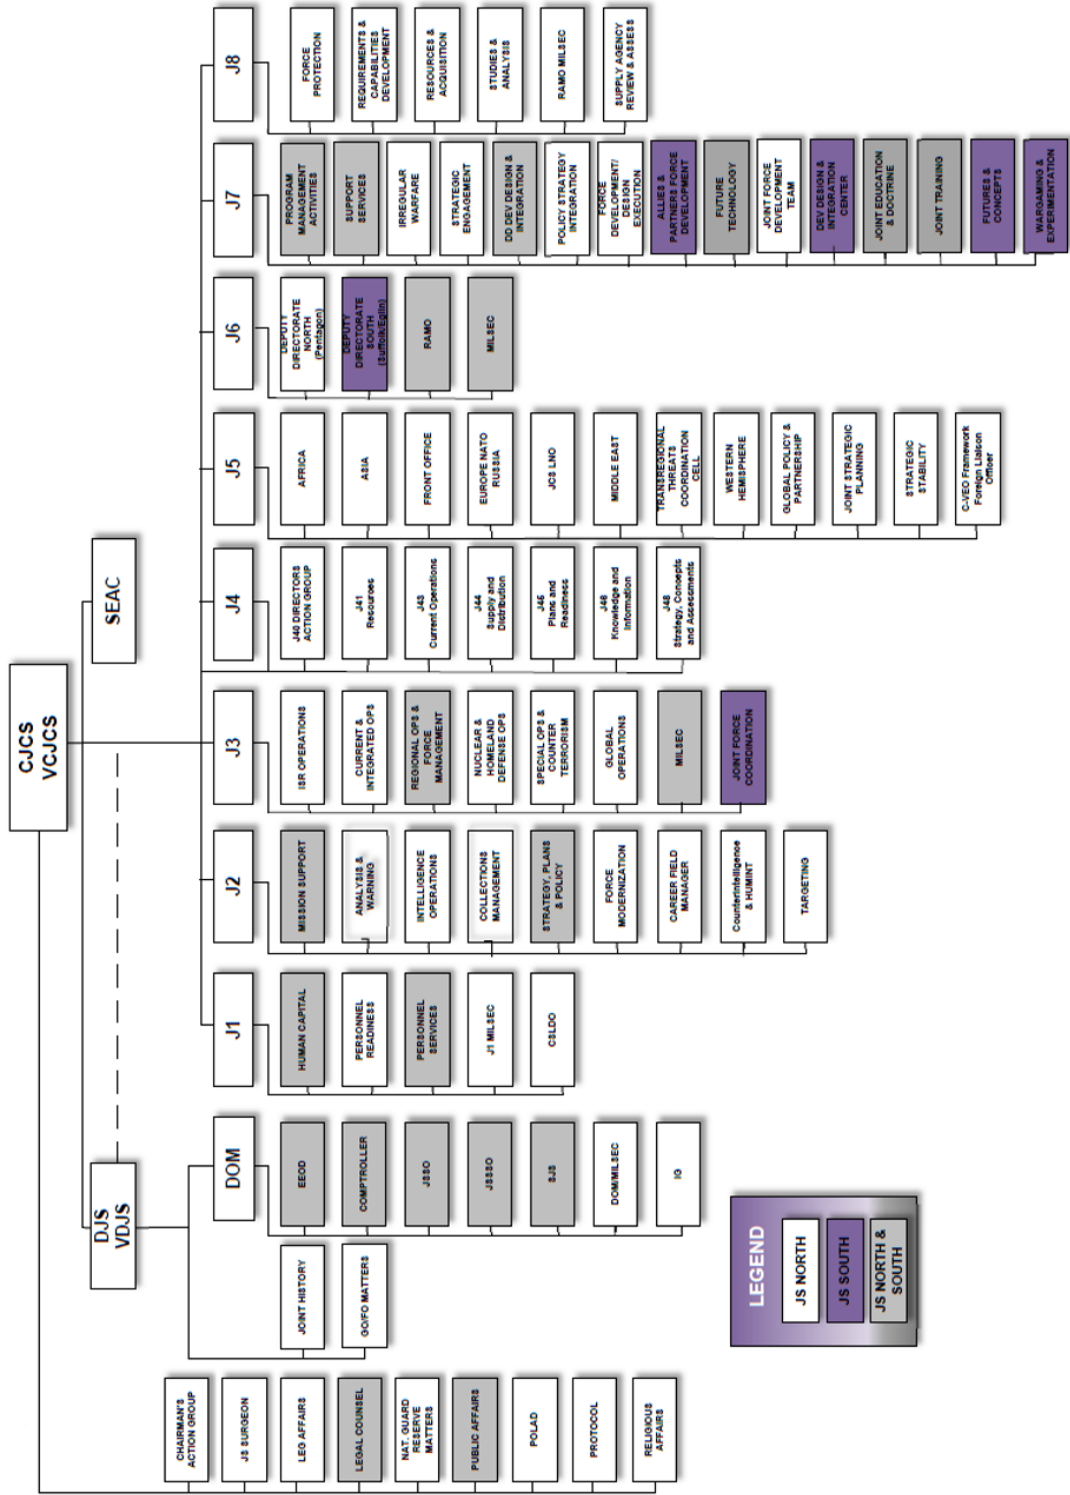 CJCS
VCJCS
SEAC
DJS
VDJS
CHAIRMAN'S
ACTION GROUP
JS SURGEON
LEG AFFAIRS
LEGAL COUNSEL
NAT. GUARD
RESERVE
MATTERS
PUBLIC AFFAIRS
POLAD
PROTOCOL
RELIGIOUS
AFFAIRS
JOINT HISTORY
GO/FO MATTERS
DOM
EEOD
COMPTROLLER
JSSO
JSSSO
SJS
DOM/MILSEC
IG
J1
HUMAN CAPITAL
PERSONNEL
READINESS
PERSONNEL
SERVICES
J1 MILSEC
CSLDO
J2
MISSION SUPPORT
ANALYSIS &
WARNING
INTELLIGENCE
OPERATIONS
COLLECTIONS
MANAGEMENT
STRATEGY, PLANS
& POLICY
FORCE
MODERNIZATION
CAREER FIELD
MANAGER
Counterintelligence
& HUMINT
TARGETING
J3
ISR OPERATIONS
CURRENT &
INTEGRATED OPS
REGIONAL OPS &
FORCE
MANAGEMENT
NUCLEAR &
HOMELAND
DEFENSE OPS
SPECIAL OPS &
COUNTER
TERRORISM
GLOBAL
OPERATIONS
MILSEC
JOINT FORCE
COORDINATION
J4
J40 DIRECTORS
ACTION GROUP
J41
Resources
J43
Current Operations
J44
Supply and
Distribution
J45
Plans and
Readiness
J46
Knowledge and
Information
J48
Strategy, Concepts
and Assessments
J5
AFRICA
ASIA
FRONT OFFICE
EUROPE NATO
RUSSIA
JCS LNO
MIDDLE EAST
TRANSREGIONAL
THREATS
COORDINATION
CELL
WESTERN
HEMISPHERE
GLOBAL POLICY &
PARTNERSHIP
JOINT STRATEGIC
PLANNING
STRATEGIC
STABILITY
C-VEO Framework
Foreign Liaison
Officer
J6
DEPUTY
DIRECTORATE
NORTH
(Pentagon)
DEPUTY
DIRECTORATE
SOUTH
(Suffolk/Eglin)
RAMO
MILSEC
J7
PROGRAM
MANAGEMENT
ACTIVITIES
SUPPORT
SERVICES
IRREGULAR
WARFARE
STRATEGIC
ENGAGEMENT
DD DEV DESIGN &
INTEGRATION
POLICY STRATEGY
INTEGRATION
FORCE
DEVELOPMENT/
DESIGN
EXECUTION
ALLIES &
PARTNERS FORCE
DEVELOPMENT
FUTURE
TECHNOLOGY
JOINT FORCE
DEVELOPMENT
TEAM
DEV DESIGN &
INTEGRATION
CENTER
JOINT EDUCATION
& DOCTRINE
JOINT TRAINING
FUTURES &
CONCEPTS
WARGAMING &
EXPERIMENTATION
J8
FORCE
PROTECTION
REQUIREMENTS &
CAPABILITIES
DEVELOPMENT
RESOURCES &
ACQUISITION
STUDIES &
ANALYSIS
RAMO MILSEC
SUPPLY AGENCY
REVIEW & ASSESS
LEGEND
JS NORTH
JS SOUTH
JS NORTH &
SOUTH